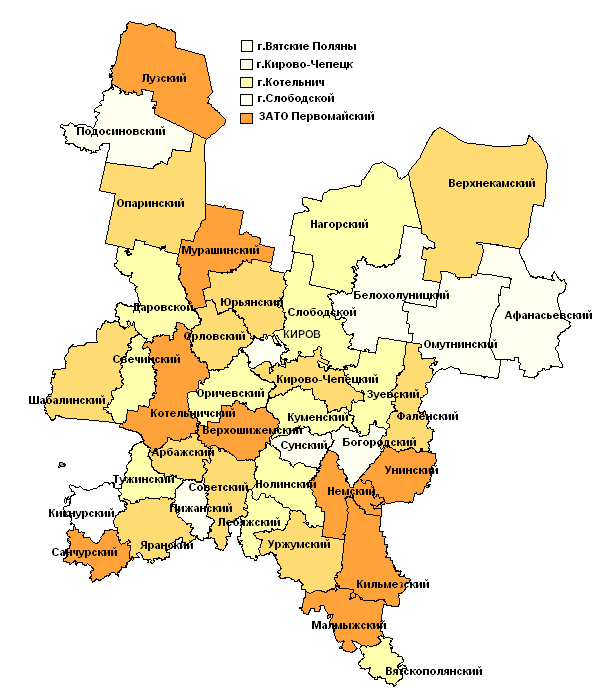 г.Вятские Поляны
г.Кирово-Чепецк
г.Котельнич
г.Слободской
ЗАТО Первомайский
Лузский
Подосиновский
Опаринский
Верхнекамский
Нагорский
Мурашинский
Юрьянский
Даровской
Слободской
Белохолуницкий
Афанасьевский
Омутнинский
Орловский
КИРОВ
Свечинский
Шабалинский
Кирово-Чепецкий
Оричевский
Зуевский
Котельничский
Куменский
Фаленский
Верхошижемский
Сунский
Богородский
Арбажский
Унинский
Тужинский
Советский
Нолинский
Немский
Пижанский
Кикнурский
Лебяжский
Яранский
Уржумский
Санчурский
Кильмезский
Малмыжский
Вятскополянский